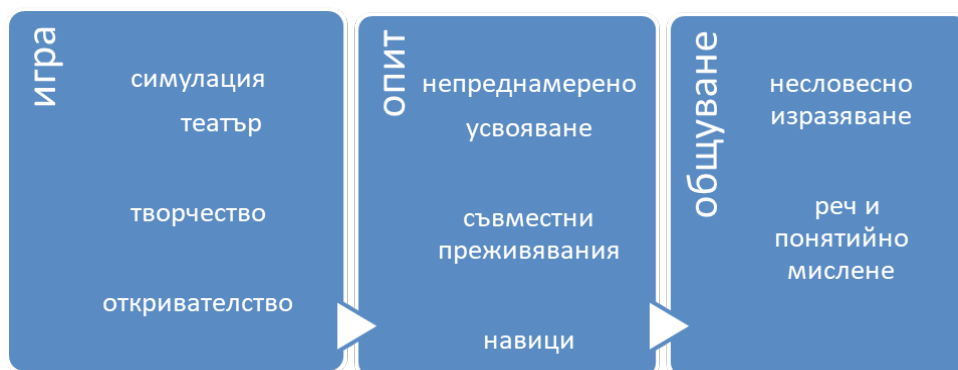 игра
симулация
театър
творчество
откривателство
опит
непреднамерено
усвояване
съвместни
преживявания
навици
общуване
несловесно
изразяване
реч и
понятийно
мислене